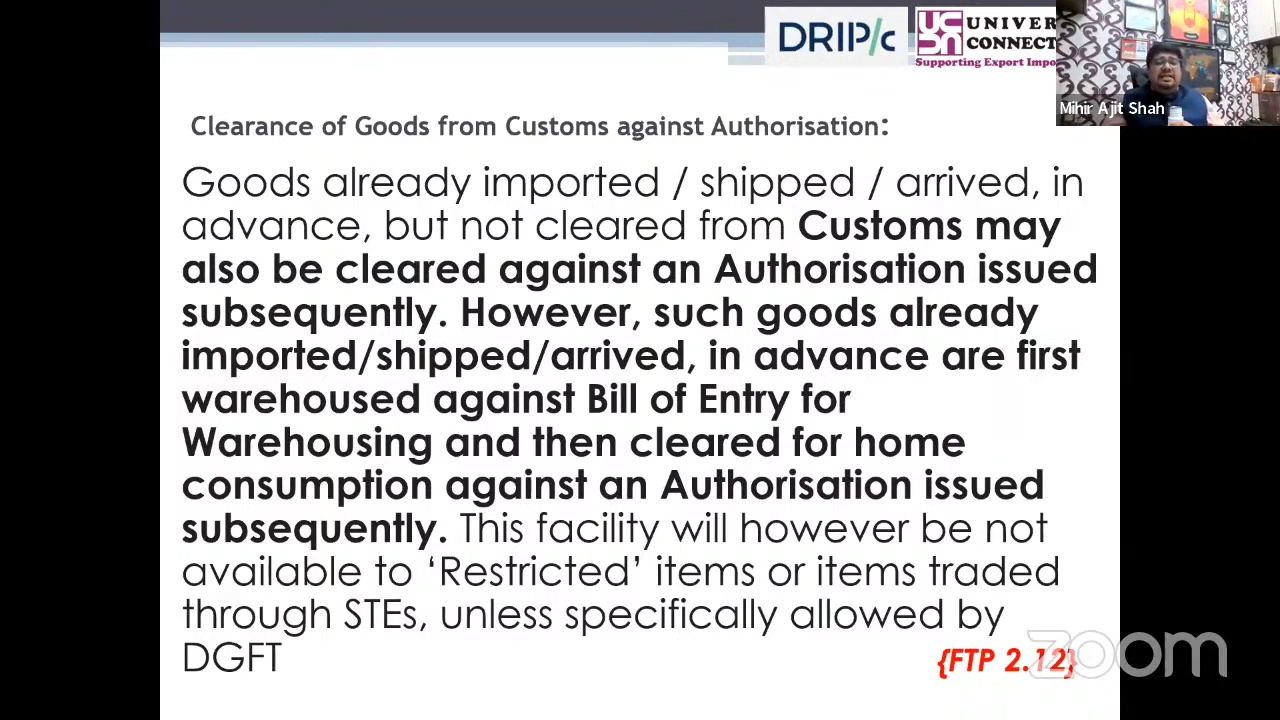 DRIP/c
UCDN UNIVER
CONNECT
Supporting Export Impo
Mihir Ajit Shah
Clearance of Goods from Customs against Authorisation:
Goods already imported / shipped / arrived, in
advance, but not cleared from Customs may
also be cleared against an Authorisation issued
subsequently. However, such goods already
imported/shipped/arrived, in advance are first
warehoused against Bill of Entry for
Warehousing and then cleared for home
consumption against an Authorisation issued
subsequently. This facility will however be not
available to ‘Restricted’ items or items traded
through STEs, unless specifically allowed by
DGFT
{FTP 2.12}
zoom